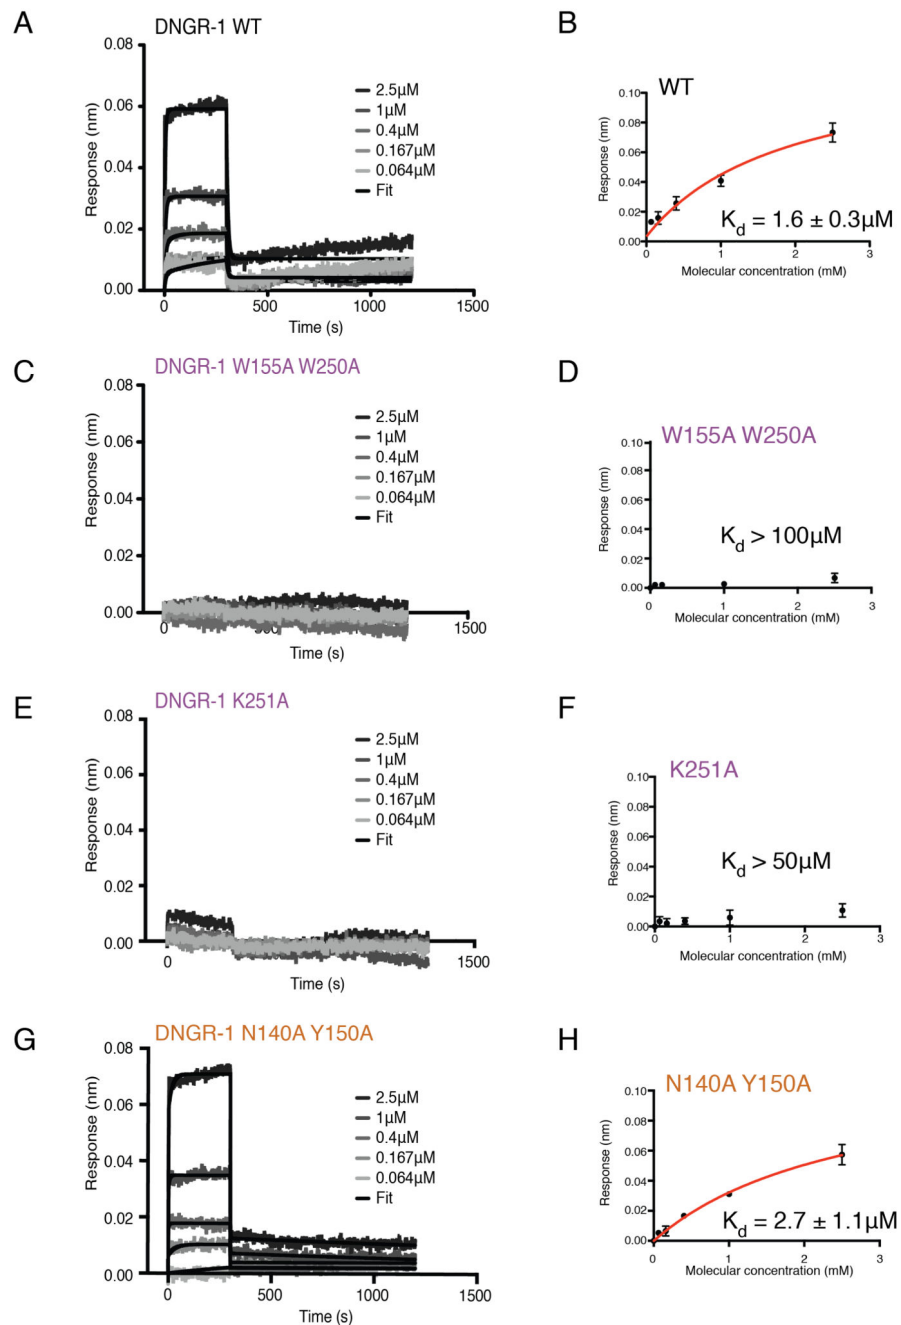 A
DNGR-1 WT
0.08
0.06
0.04
0.02
0.00
Response (nm)
0
500
1000
1500
Time (s)
2.5µM
1µM
0.4µM
0.167µM
0.064µM
Fit
B
WT
0.10
0.08
0.06
0.04
0.02
0.00
Response (nm)
Kd = 1.6 ± 0.3µM
0
1
2
3
Molecular concentration (mM)
C
DNGR-1 W155A W250A
0.08
0.06
0.04
0.02
0.00
Response (nm)
0
1500
Time (s)
2.5µM
1µM
0.4µM
0.167µM
0.064µM
Fit
D
W155A W250A
0.10
0.08
0.06
0.04
0.02
0.00
Response (nm)
Kd > 100µM
0
1
2
3
Molecular concentration (mM)
E
DNGR-1 K251A
0.08
0.06
0.04
0.02
0.00
Response (nm)
0
1500
Time (s)
2.5µM
1µM
0.4µM
0.167µM
0.064µM
Fit
F
K251A
0.10
0.08
0.06
0.04
0.02
0.00
Response (nm)
Kd > 50µM
0
1
2
3
Molecular concentration (mM)
G
DNGR-1 N140A Y150A
0.08
0.06
0.04
0.02
0.00
Response (nm)
0
500
1000
1500
Time (s)
2.5µM
1µM
0.4µM
0.167µM
0.064µM
Fit
H
N140A Y150A
0.10
0.08
0.06
0.04
0.02
0.00
Response (nm)
Kd = 2.7 ± 1.1µM
0
1
2
3
Molecular concentration (mM)